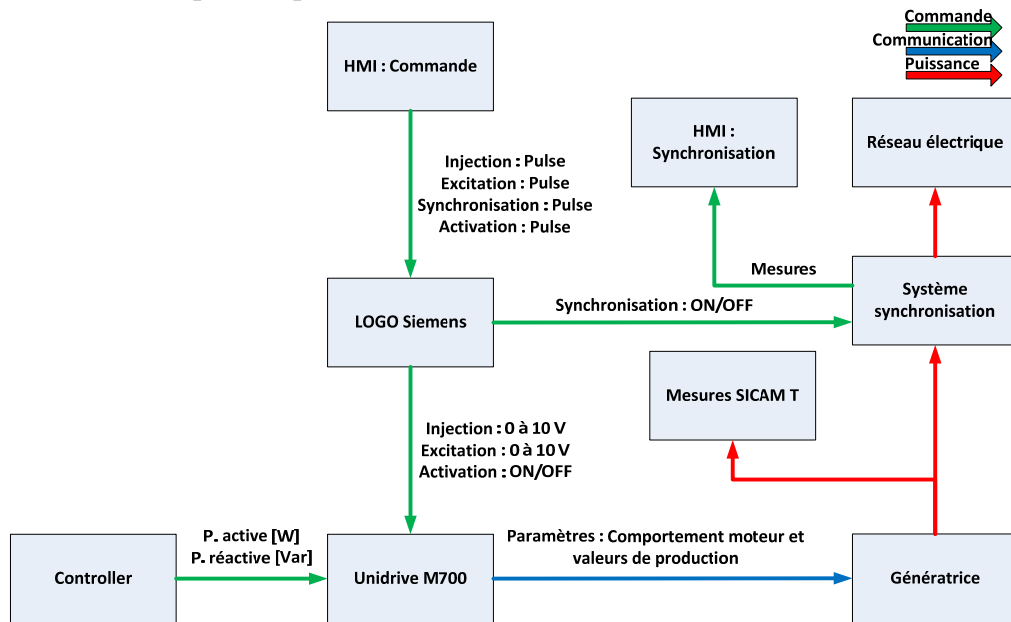 Commande
Communication
Puissance
HMI : Commande
HMI :
Synchronisation
Réseau électrique
Injection : Pulse
Excitation : Pulse
Synchronisation : Pulse
Activation : Pulse
Mesures
LOGO Siemens
Synchronisation : ON/OFF
Système
synchronisation
Mesures SICAM T
Injection : 0 à 10 V
Excitation : 0 à 10 V
Activation : ON/OFF
Controller
P. active [W]
P. réactive [Var]
Unidrive M700
Paramètres : Comportement moteur et
valeurs de production
Génératrice